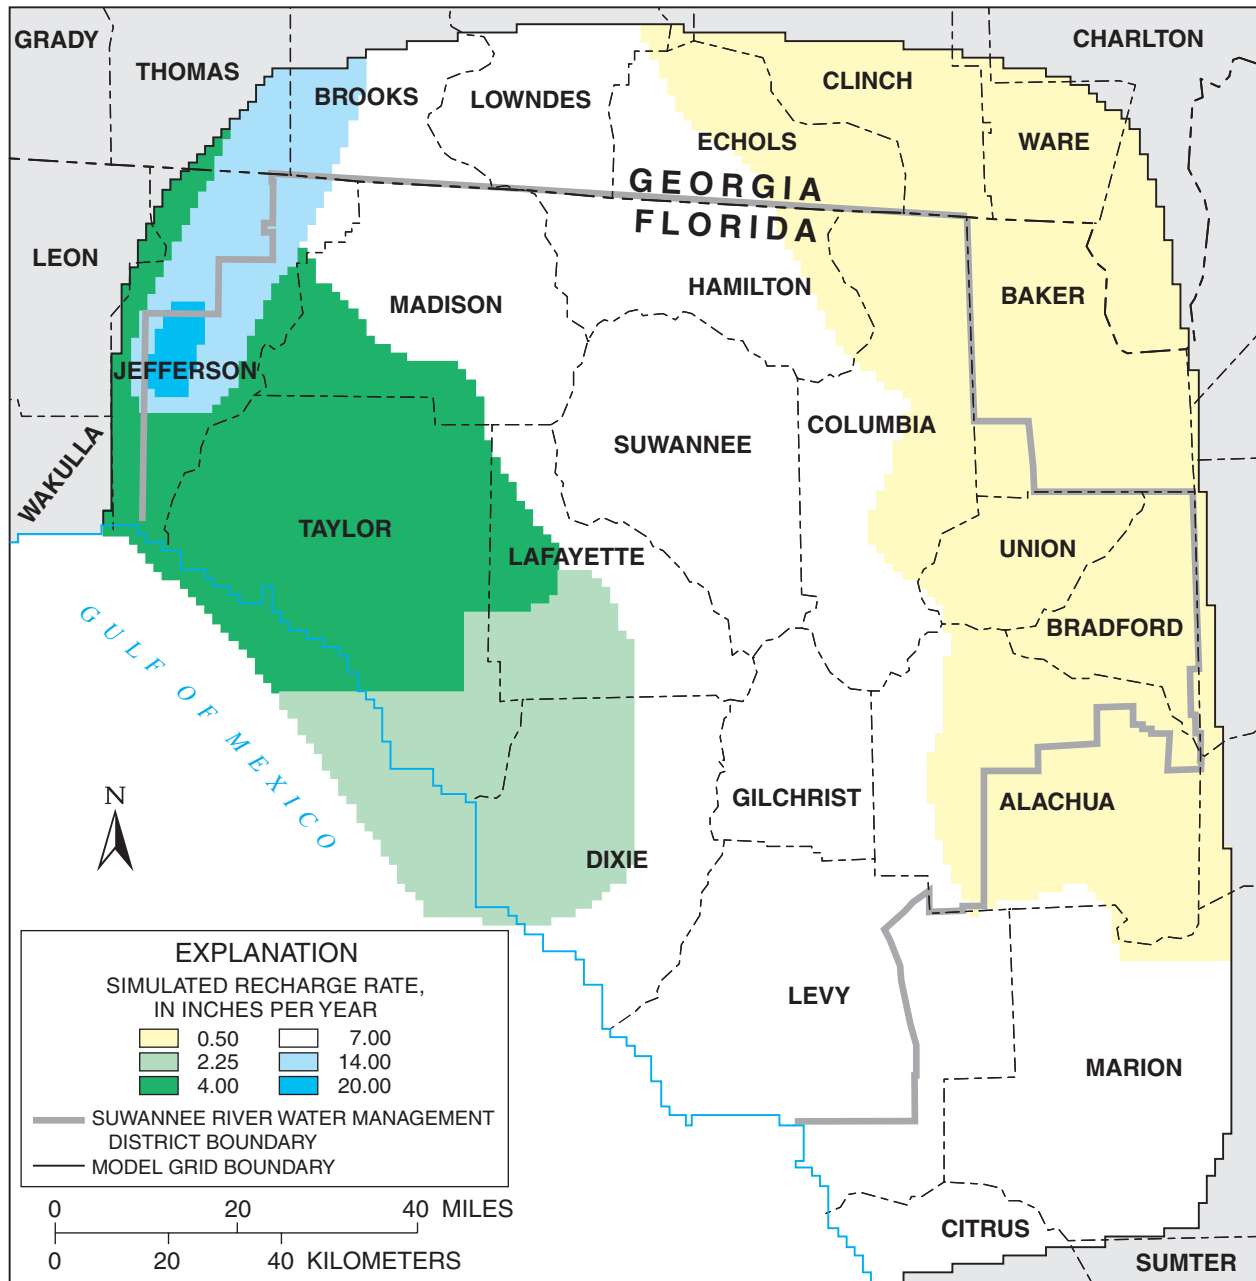 GRADY
THOMAS
BROOKS
LOWNDES
CLINCH
CHARLTON
ECHOLS
WARE
GEORGIA
FLORIDA
LEON
MADISON
HAMILTON
BAKER
JEFFERSON
WAKULLA
SUWANNEE
COLUMBIA
TAYLOR
LAFAYETTE
UNION
BRADFORD
GULF OF MEXICO
N
GILCHRIST
ALACHUA
DIXIE
LEVY
MARION
CITRUS
SUMTER
EXPLANATION
SIMULATED RECHARGE RATE,
IN INCHES PER YEAR
0.50 7.00
2.25 14.00
4.00 20.00
SUWANNEE RIVER WATER MANAGEMENT
DISTRICT BOUNDARY
MODEL GRID BOUNDARY
0 20 40 MILES
0 20 40 KILOMETERS